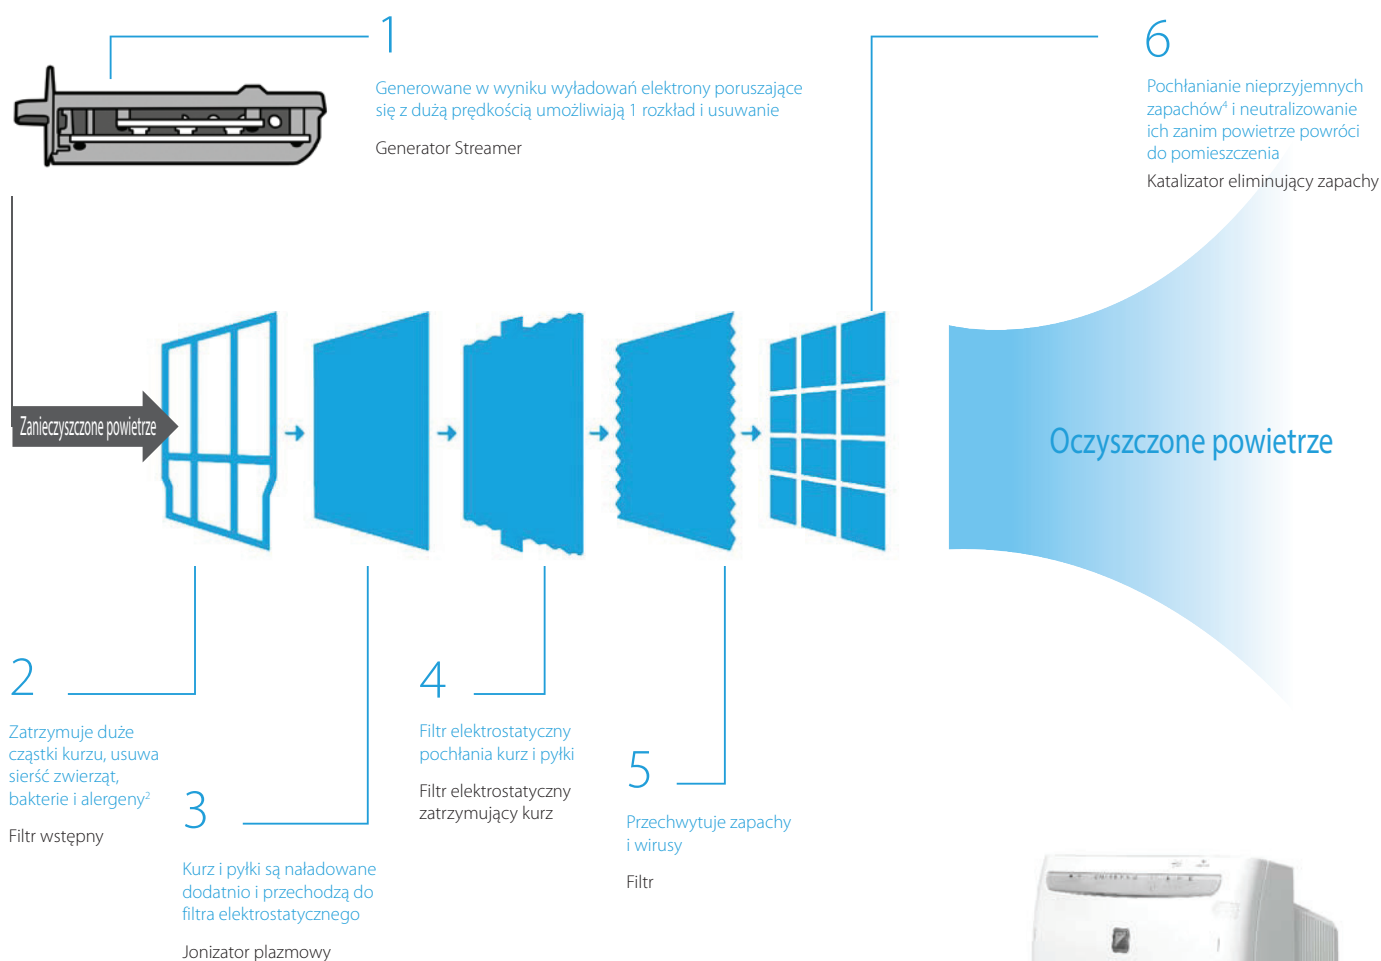 1
Generowane w wyniku wyładowań elektrony poruszające
się z dużą prędkością umożliwiają 1 rozkład i usuwanie
Generator Streamer
6
Pochłanianie nieprzyjemnych
zapachów⁴ i neutralizowanie
ich zanim powietrze powróci
do pomieszczenia
Katalizator eliminujący zapachy
Zanieczyszczone powietrze
Oczyszczone powietrze
2
Zatrzymuje duże
cząstki kurzu, usuwa
sierść zwierząt,
bakterie i alergeny²
Filtr wstępny
3
Kurz i pyłki są naładowane
dodatnio i przechodzą do
filtra elektrostatycznego
Jonizator plazmowy
4
Filtr elektrostatyczny
pochłania kurz i pyłki
Filtr elektrostatyczny
zatrzymujący kurz
5
Przechwytuje zapachy
i wirusy
Filtr